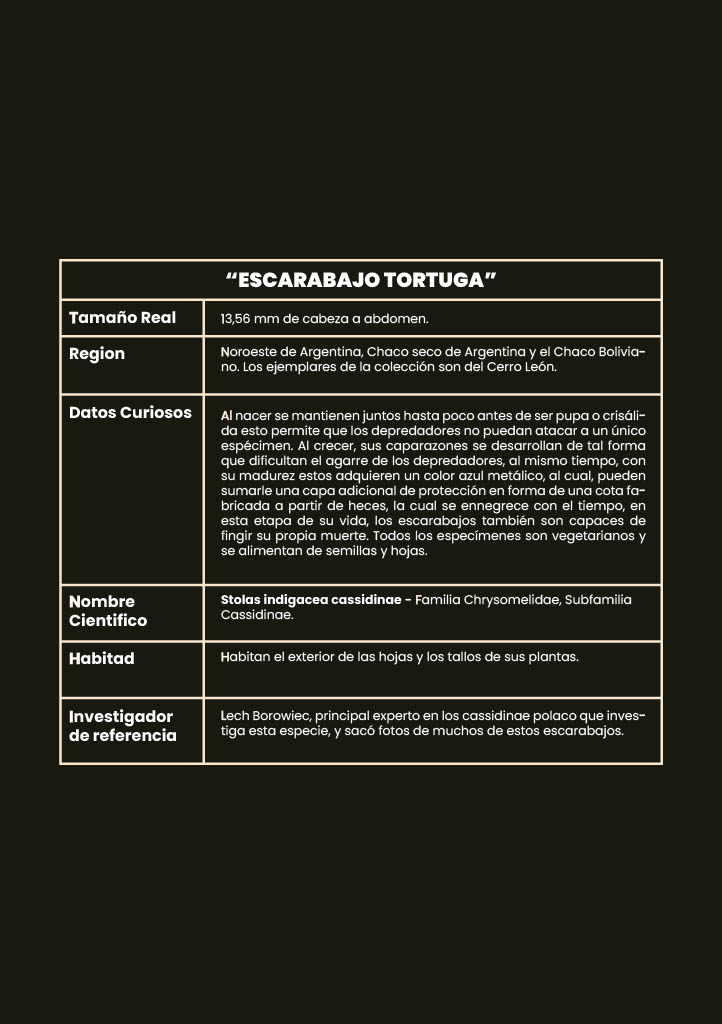 “ESCARABAJO TORTUGA”
Tamaño Real
13,56 mm de cabeza a abdomen.
Region
Noroeste de Argentina, Chaco seco de Argentina y el Chaco Bolivia-
no. Los ejemplares de la colección son del Cerro León.
Datos Curiosos
Al nacer se mantienen juntos hasta poco antes de ser pupa o crisáli-
da esto permite que los depredadores no puedan atacar a un único
espécimen. Al crecer, sus caparazones se desarrollan de tal forma
que dificultan el agarre de los depredadores, al mismo tiempo, con
su madurez estos adquieren un color azul metálico, al cual, pueden
sumarle una capa adicional de protección en forma de una cota fa-
bricada a partir de heces, la cual se ennegrece con el tiempo, en
esta etapa de su vida, los escarabajos también son capaces de
fingir su propia muerte. Todos los especímenes son vegetarianos y
se alimentan de semillas y hojas.
Nombre
Cientifico
Stolas indigacea cassidinae - Familia Chrysomelidae, Subfamilia
Cassidinae.
Habitad
Habitan el exterior de las hojas y los tallos de sus plantas.
Investigador
de referencia
Lech Borowiec, principal experto en los cassidinae polaco que inves-
tiga esta especie, y sacó fotos de muchos de estos escarabajos.